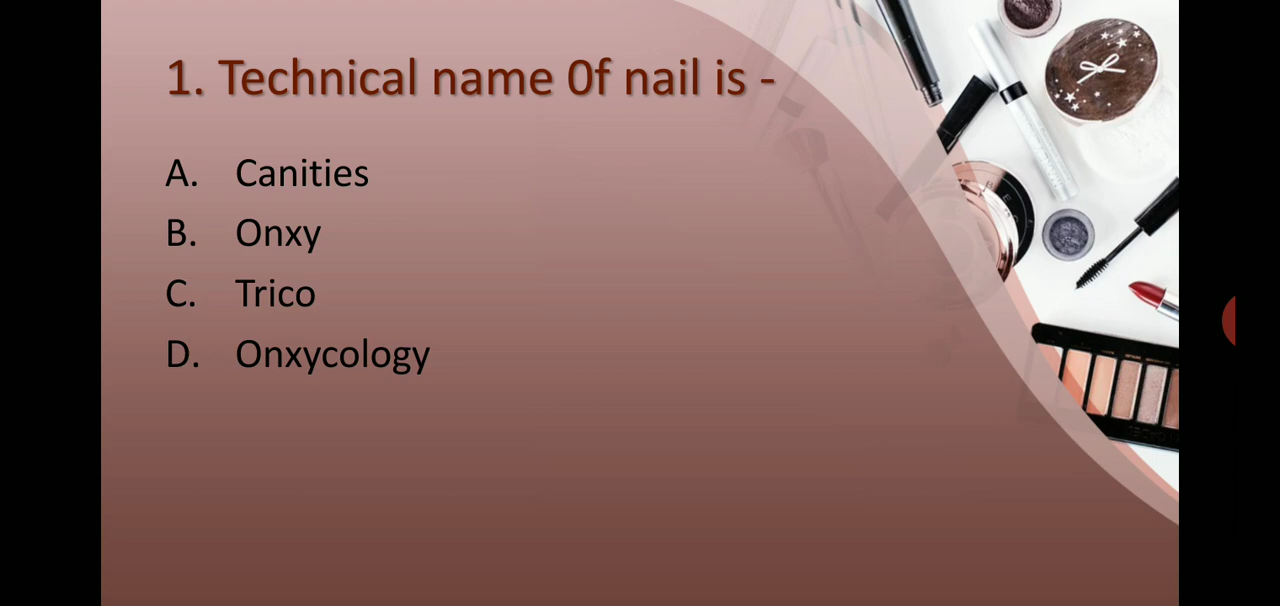 1. Technical name 0f nail is -
A. Canities
B. Onxy
C. Trico
D. Onxycology